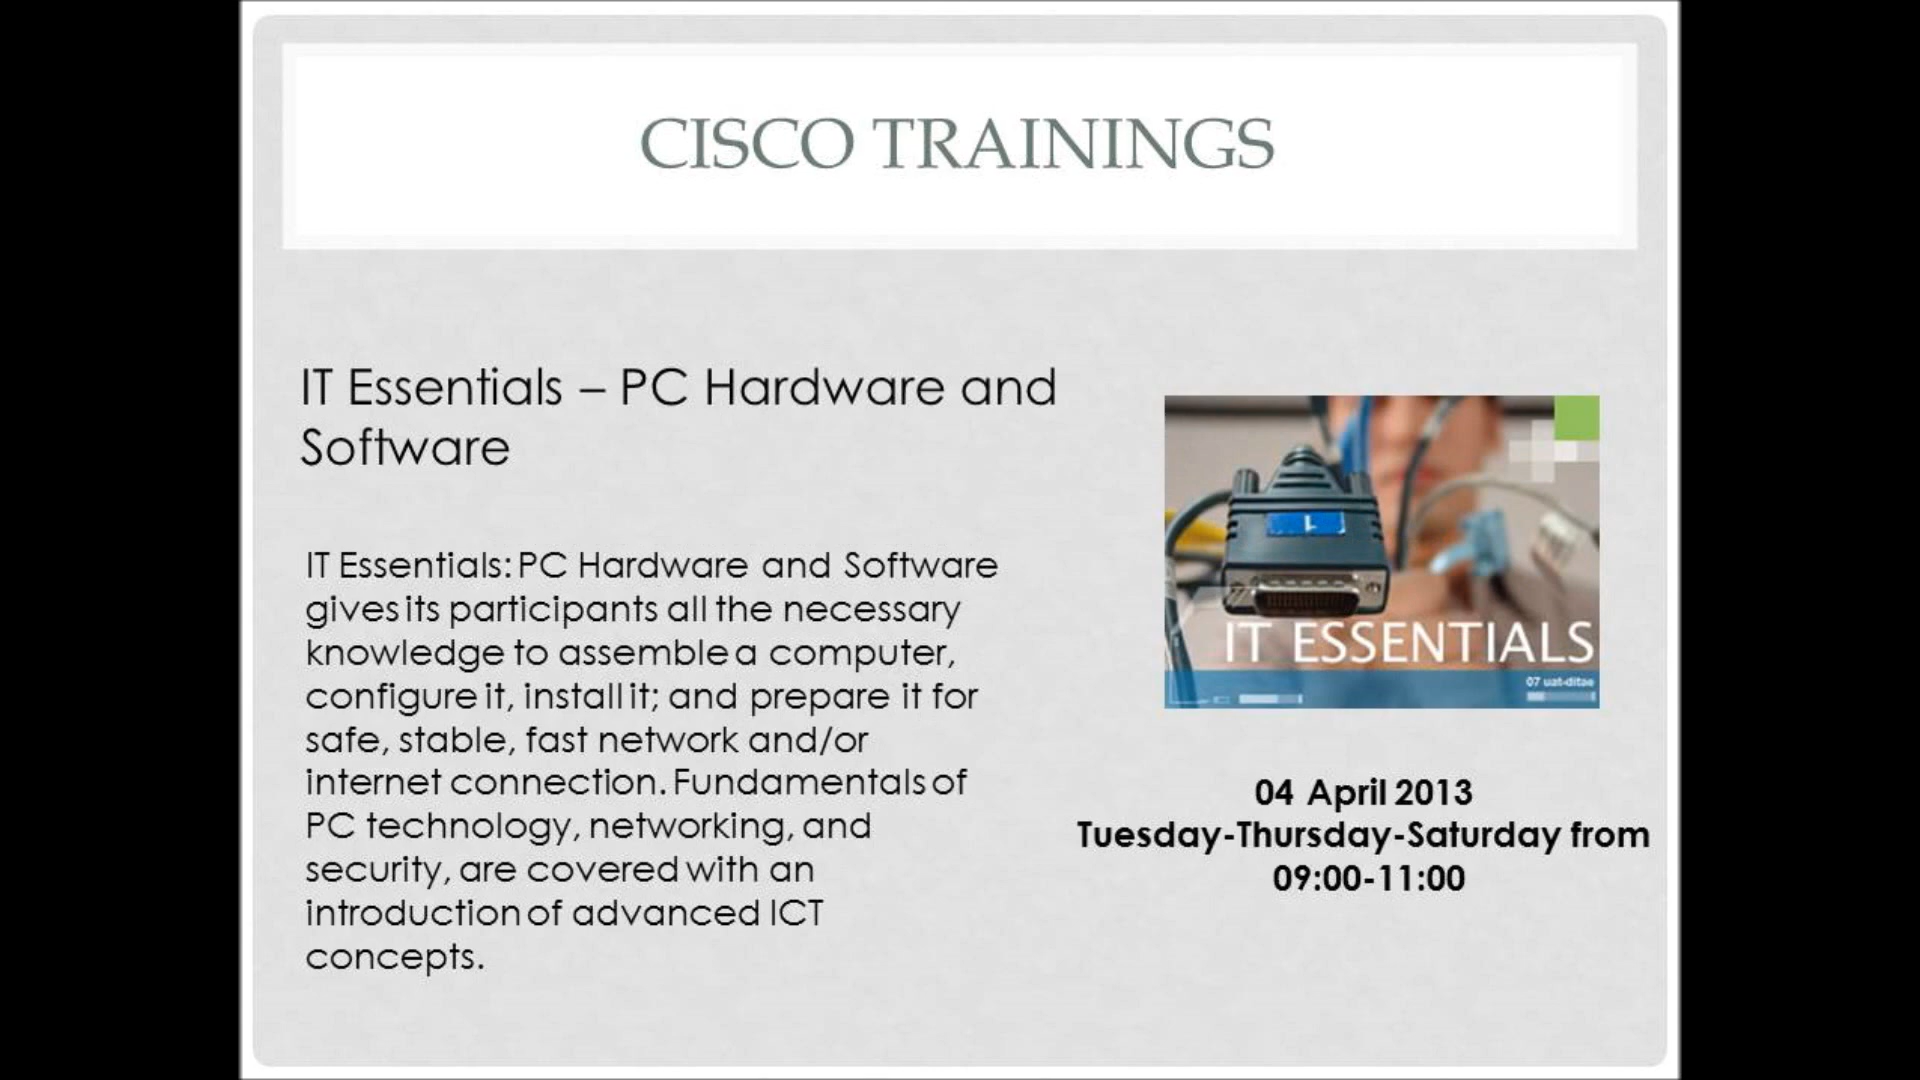 CISCO TRAININGS
IT Essentials – PC Hardware and
Software
IT Essentials: PC Hardware and Software
gives its participants all the necessary
knowledge to assemble a computer,
configure it, install it; and prepare it for
safe, stable, fast network and/or
internet connection. Fundamentals of
PC technology, networking, and
security, are covered with an
introduction of advanced ICT
concepts.
IT ESSENTIALS
07 uat-ditae
04 April 2013
Tuesday-Thursday-Saturday from
09:00-11:00